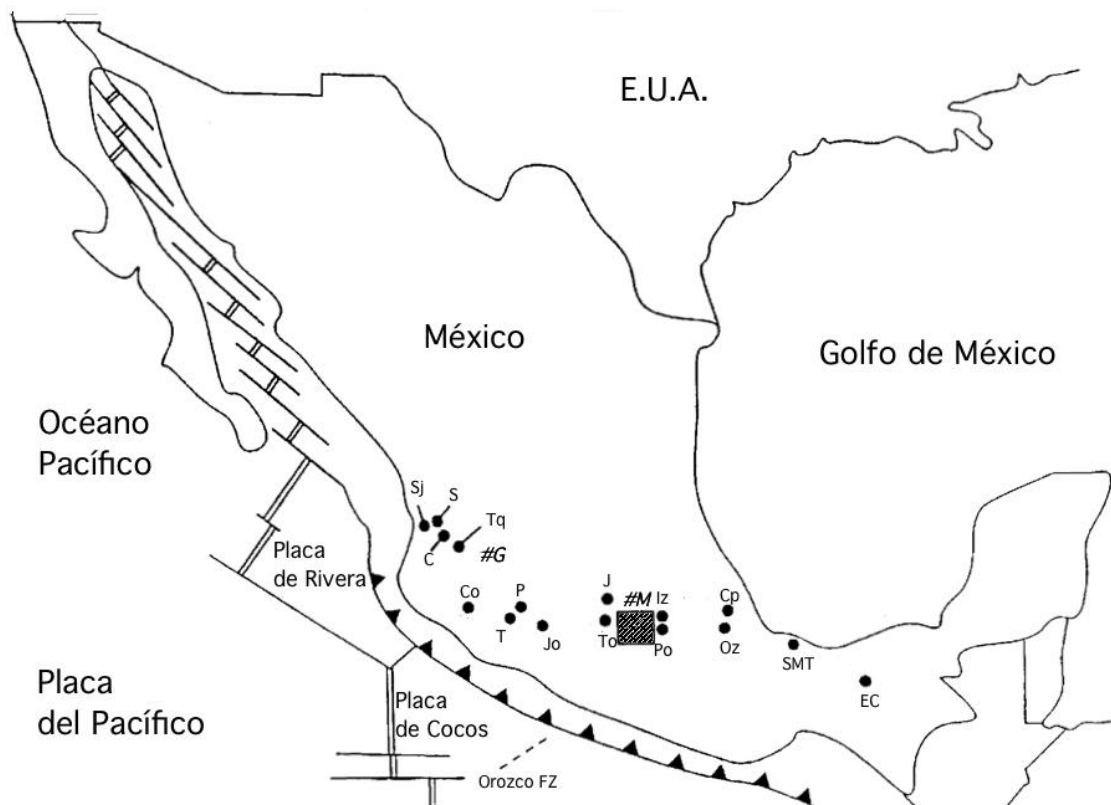 E.U.A.
México
Golfo de México
Océano
Pacífico
Sj
S
Tq
C
#G
Placa
de Rivera
Co
P
T
Jo
J
#M
To
Iz
Po
Cp
Oz
SMT
EC
Placa
del Pacífico
Placa
de Cocos
Orozco FZ